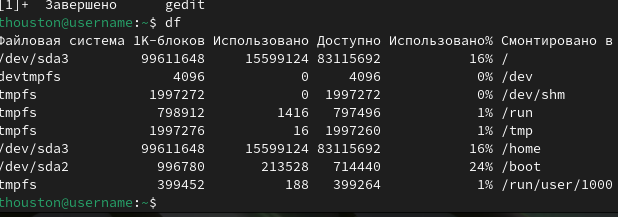 [1]+  Завершено      gedit
thouston@username:~$ df
Файловая система 1K-блоков Использовано Доступно Использовано% Смонтировано в
/dev/sda3         99611648     15599124 83115692           16% /
devtmpfs              4096            0     4096            0% /dev
tmpfs              1997272            0  1997272            0% /dev/shm
tmpfs               798912         1416   797496            1% /run
tmpfs              1997276           16  1997260            1% /tmp
/dev/sda3         99611648     15599124 83115692           16% /home
/dev/sda2           996780       213528   714440           24% /boot
tmpfs               399452          188   399264            1% /run/user/1000
thouston@username:~$